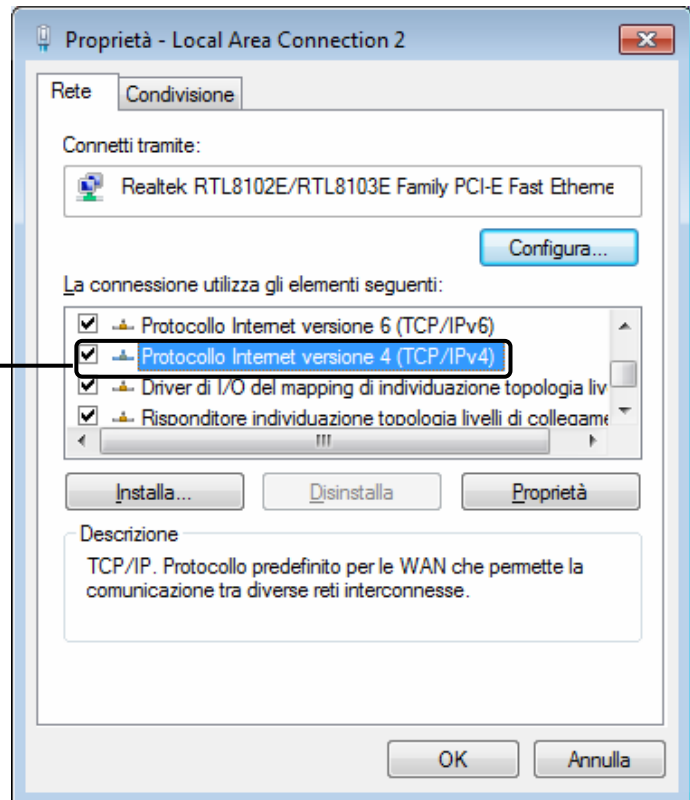 Proprietà - Local Area Connection 2
Rete
Condivisione
Connetti tramite:
Realtek RTL8102E/RTL8103E Family PCI-E Fast Etherne
Configura...
La connessione utilizza gli elementi seguenti:
Protocollo Internet versione 6 (TCP/IPv6)
Protocollo Internet versione 4 (TCP/IPv4)
Driver di I/O del mapping di individuazione topologia liv
Risponditore individuazione topologia livelli di collegame
Installa...
Disinstalla
Proprietà
Descrizione
TCP/IP. Protocollo predefinito per le WAN che permette la
comunicazione tra diverse reti interconnesse.
OK
Annulla